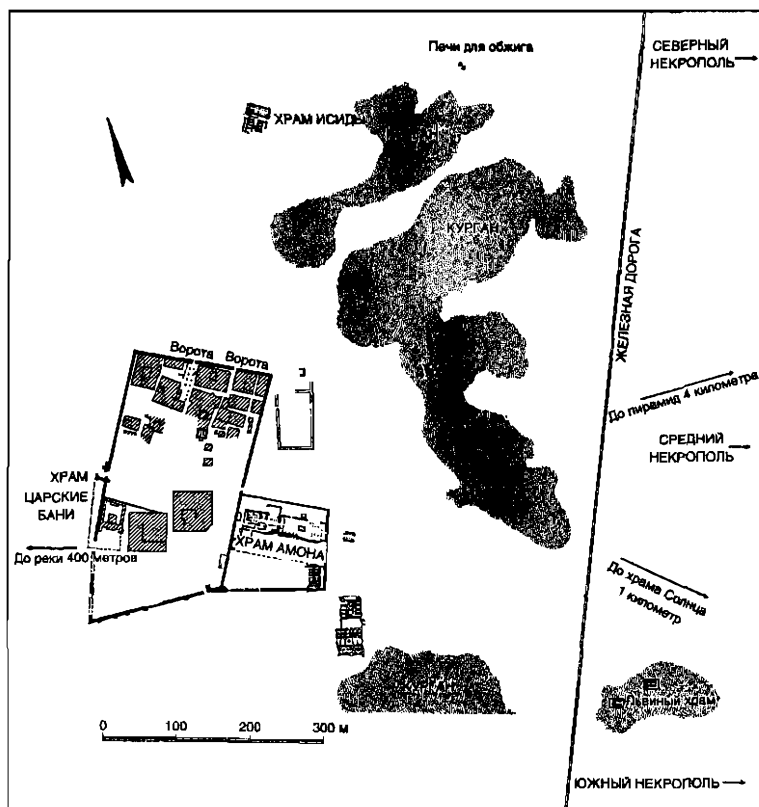 Печи для обжига
СЕВЕРНЫЙ
НЕКРОПОЛЬ
ХРАМ ИСИДЫ
КУРГАН
ЖЕЛЕЗНАЯ ДОРОГА
Ворота Ворота
До пирамид 4 километра
СРЕДНИЙ
НЕКРОПОЛЬ
ХРАМ
ЦАРСКИЕ
БАНИ
ХРАМ АМОНА
До реки 400 метров
До храма Солнца
1 километр
Львиный храм
0 100 200 300 м
ЮЖНЫЙ НЕКРОПОЛЬ